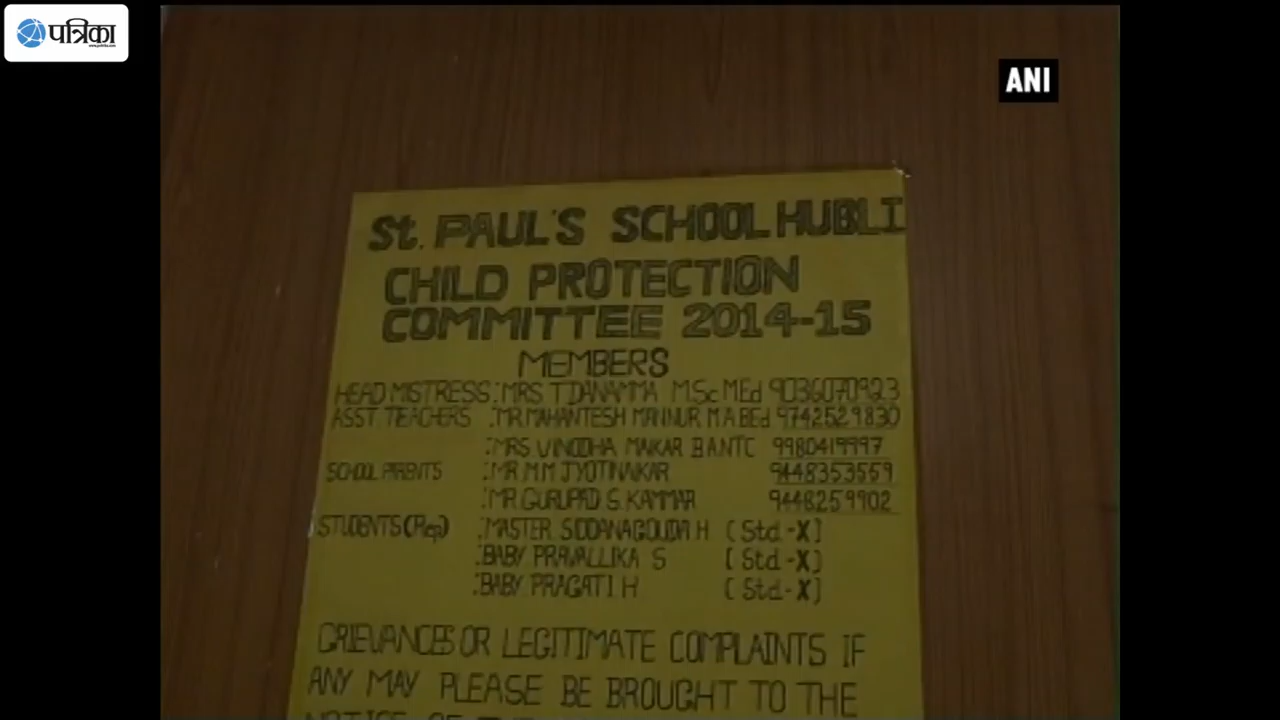 पत्रिका
ANI
St. PAUL'S SCHOOL HUBLI
CHILD PROTECTION
COMMITTEE 2014-15
MEMBERS
HEAD MISTRESS : MRS T DANAMMA M.Sc MEd 9036070923
ASST TEACHERS : MR MAHANTESH MANNUR M.A BEd 9742529830
: MRS VINODHA MAKAR B.A NTC 9980419997
SCHOOL PARENTS : MR. M.M JYOTINAIKAR 9448353559
: MR GURUPAD S. KAMMAR 9448259902
STUDENTS (Rep) : MASTER SIDDANAGOUDA H [Std-X]
: BABY PRAVALLIKA S [Std-X]
: BABY PRAGATI H [Std-X]
GRIEVANCES OR LEGITIMATE COMPLAINTS IF
ANY MAY PLEASE BE BROUGHT TO THE